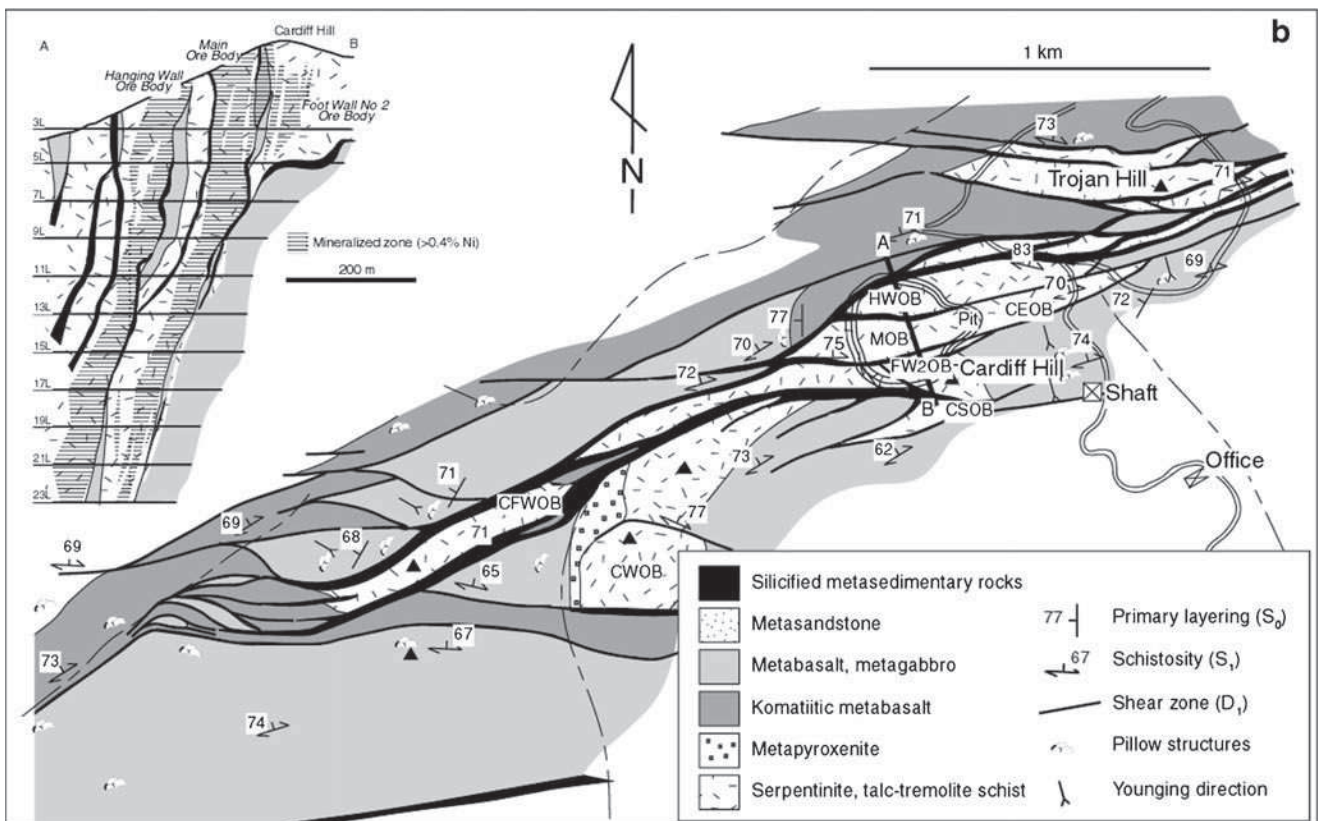 b
A
Main
Ore Body
Cardiff Hill
B
Hanging Wall
Ore Body
Foot Wall No 2
Ore Body
3L
5L
7L
9L
11L
13L
15L
17L
19L
21L
23L
Mineralized zone (>0.4% Ni)
200 m
N
1 km
73
Trojan Hill
71
71
A
83
69
HWOB
70
CEOB
72
77
Pit
MOB
70
75
74
72
FW2OB
Cardiff Hill
Shaft
B
CSOB
62
73
Office
71
CFWOB
69
77
71
68
69
65
CWOB
67
73
74
Silicified metasedimentary rocks
Metasandstone
Metabasalt, metagabbro
Komatiitic metabasalt
Metapyroxenite
Serpentinite, talc-tremolite schist
77 Primary layering (S0)
67 Schistosity (S1)
Shear zone (D1)
Pillow structures
Younging direction